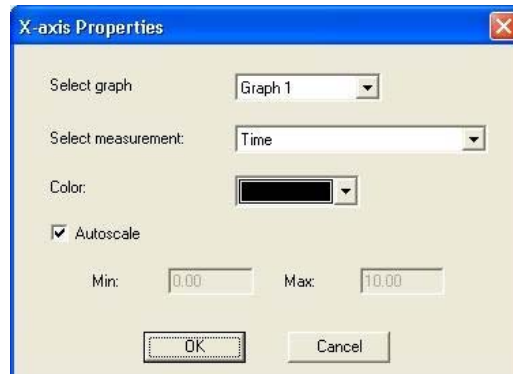 X-axis Properties
Select graph Graph 1
Select measurement: Time
Color:
Autoscale
Min: 0.00 Max: 10.00
OK Cancel